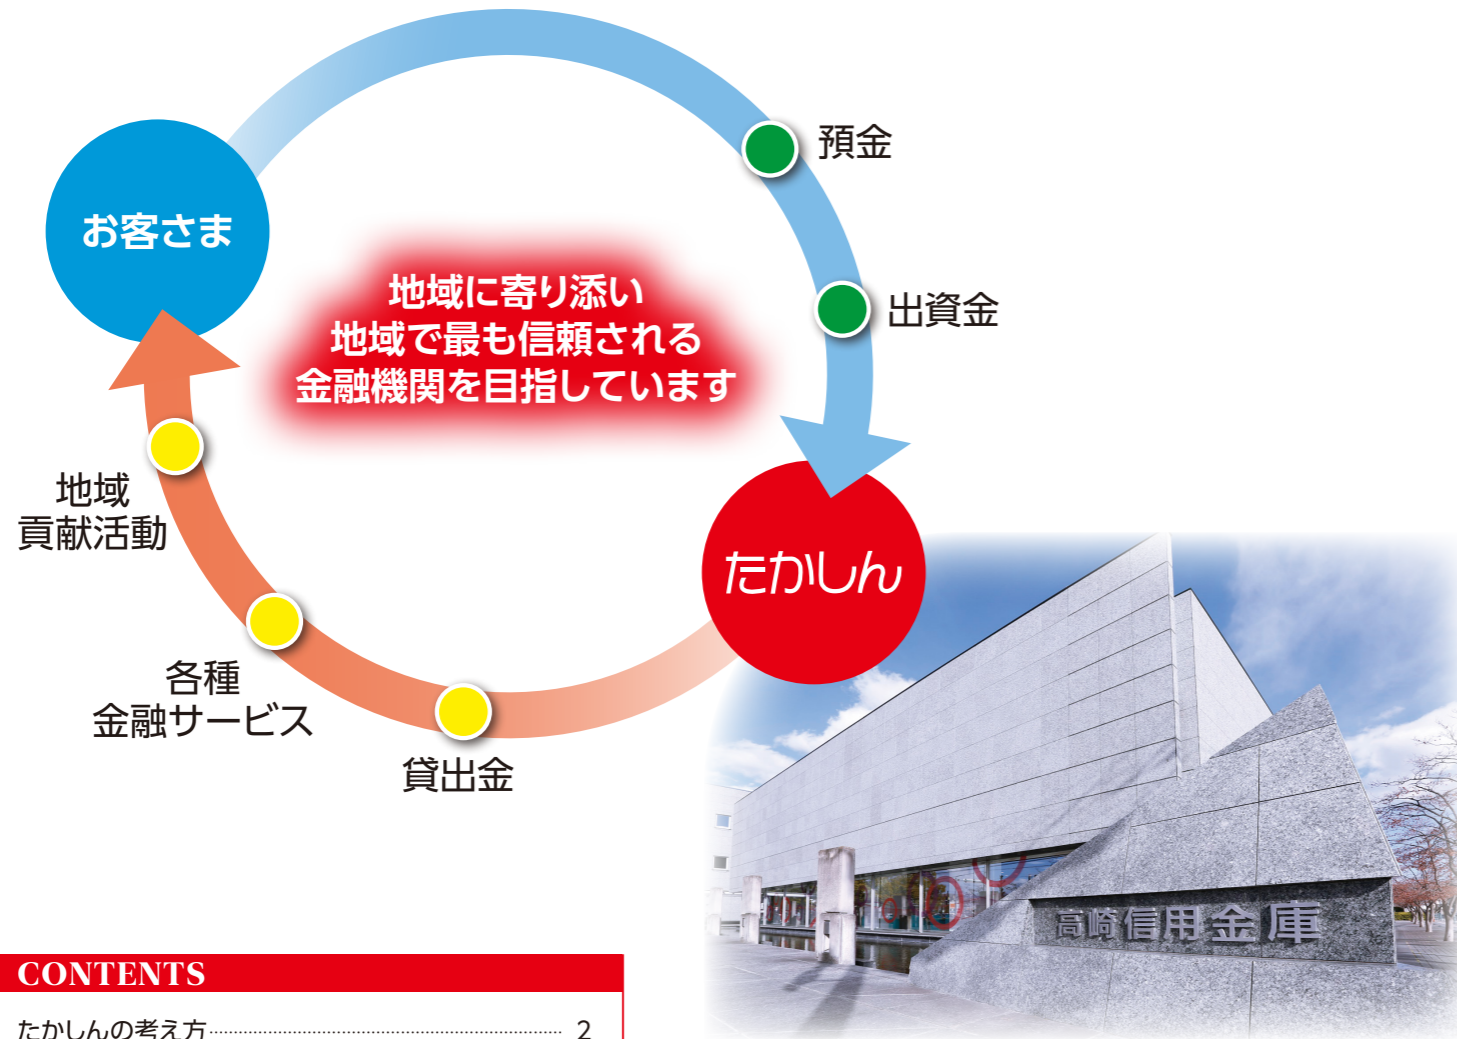 預金
お客さま
出資金
地域に寄り添い
地域で最も信頼される
金融機関を目指しています
地域
貢献活動
たかしん
各種
金融サービス
貸出金
高崎信用金庫
CONTENTS
たかしんの考え方 2